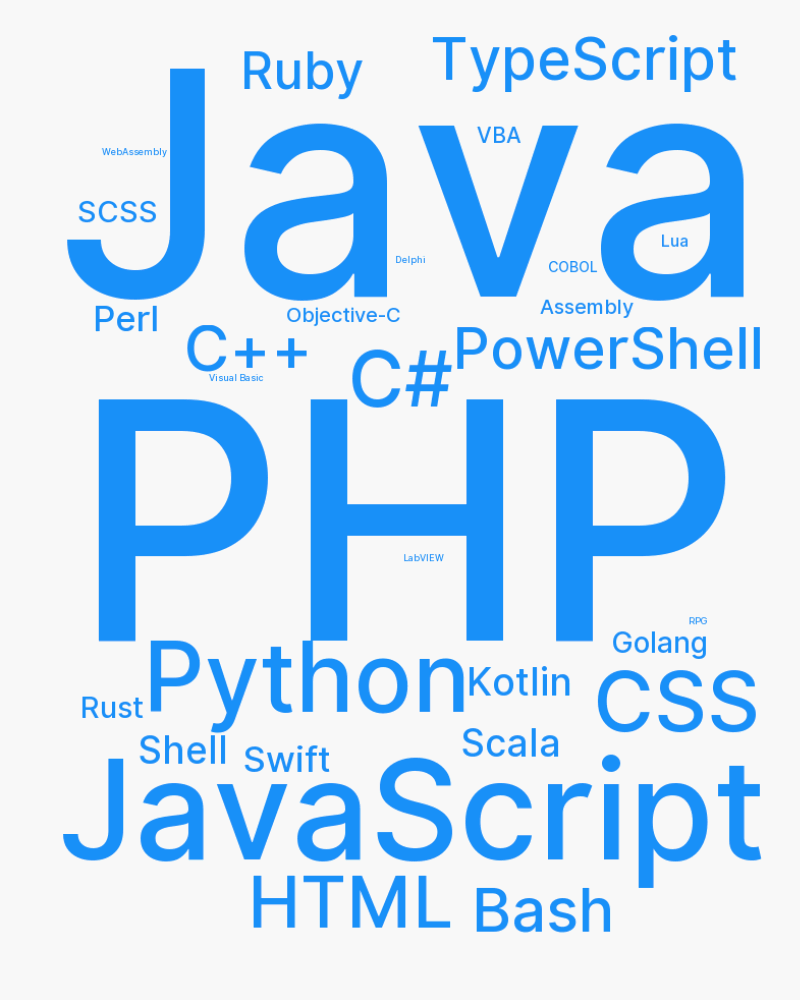 TypeScript
Ruby
Java
VBA
WebAssembly
SCSS
Lua
Delphi
COBOL
Perl
Objective-C
Assembly
C++
PowerShell
C#
Visual Basic
PHP
LabVIEW
RPG
Golang
Python
Kotlin
CSS
Rust
Shell
Swift
Scala
JavaScript
HTML
Bash